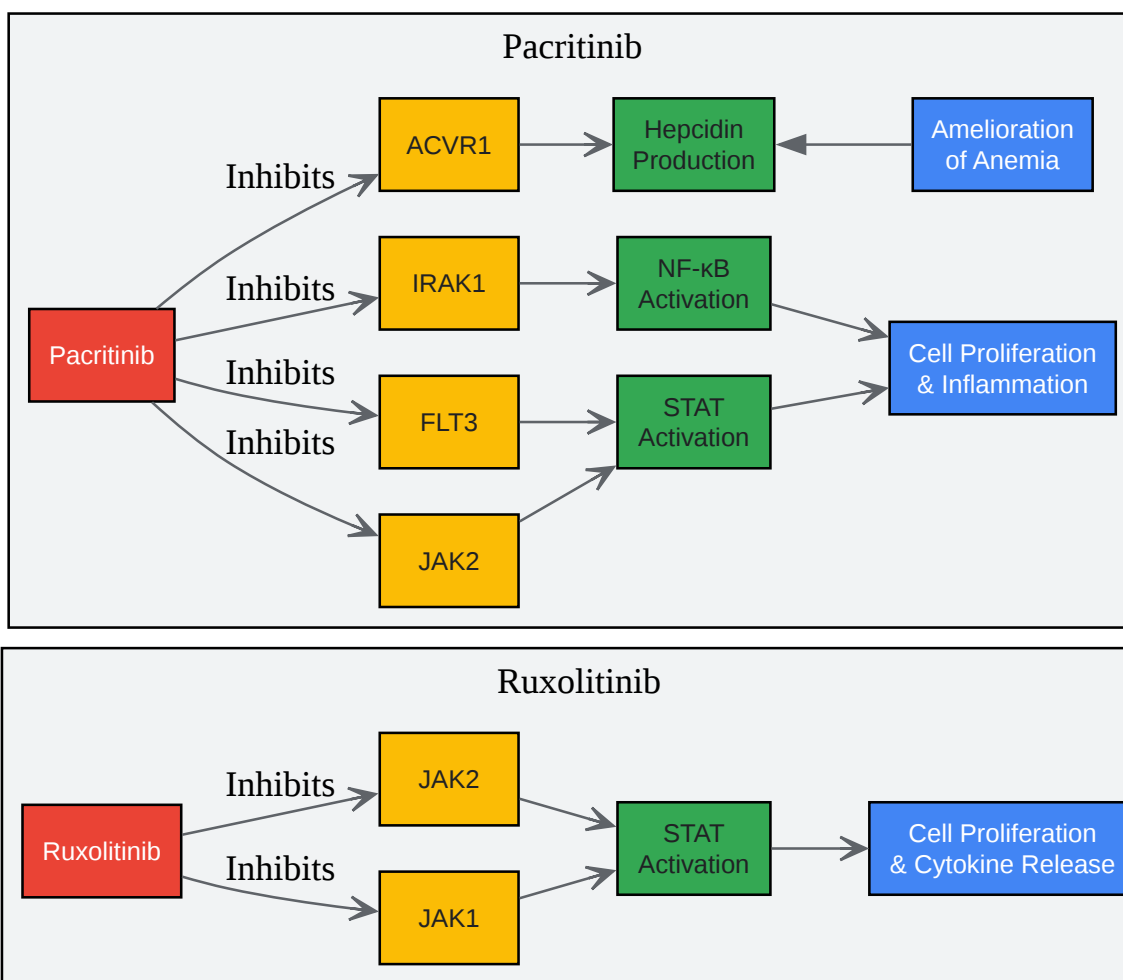 Pacritinib
ACVR1
Hepcidin
Production
Amelioration
of Anemia
Inhibits
IRAK1
NF-κB
Activation
Inhibits
Pacritinib
Cell Proliferation
& Inflammation
Inhibits
FLT3
STAT
Activation
Inhibits
JAK2
Ruxolitinib
JAK2
Inhibits
Ruxolitinib
STAT
Activation
Cell Proliferation
& Cytokine Release
Inhibits
JAK1